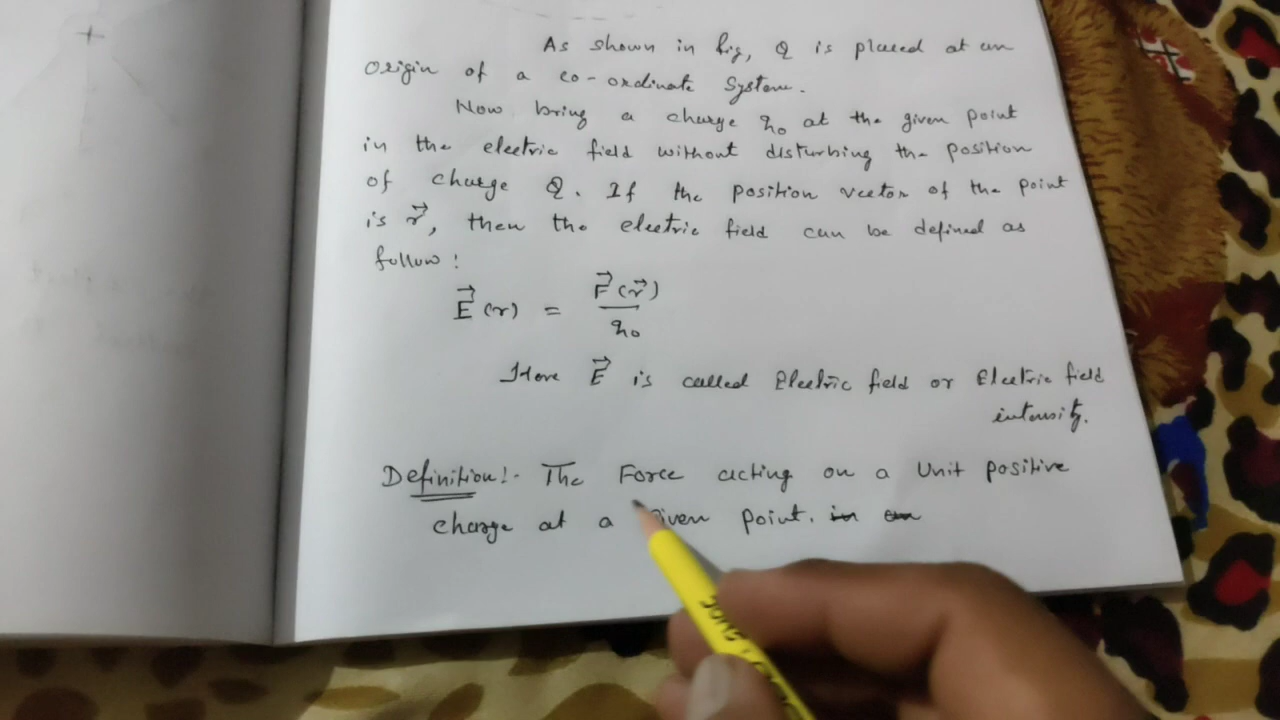 As shown in fig, Q is placed at an
Origin of a co-ordinate System.
Now bring a charge q₀ at the given point
in the electric field without disturbing the position
of charge Q. If the position vector of the point
is r⃗, then the electric field can be defined as
follow:
E⃗(r) = F⃗(r⃗) / q₀
Here E⃗ is called Electric field or Electric field
intensity.
Definition:- The Force acting on a Unit positive
charge at a given point.